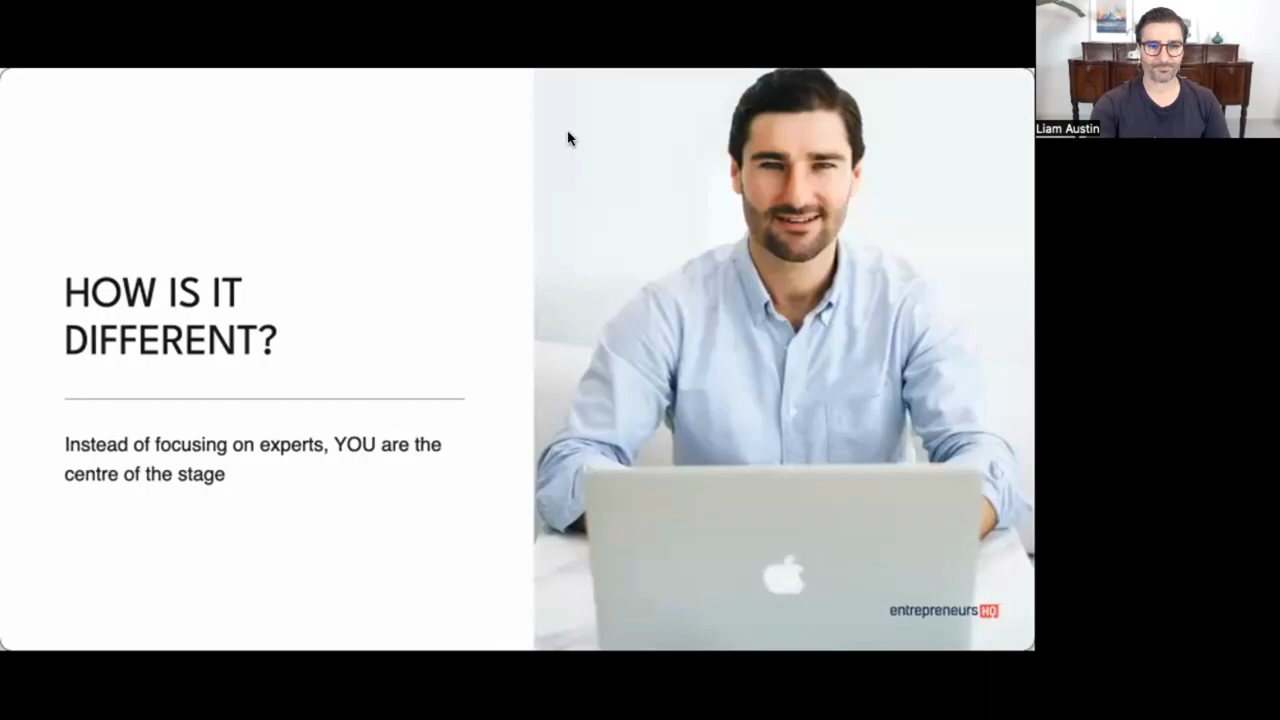 HOW IS IT
DIFFERENT?
Instead of focusing on experts, YOU are the
centre of the stage
entrepreneurs HQ
Liam Austin